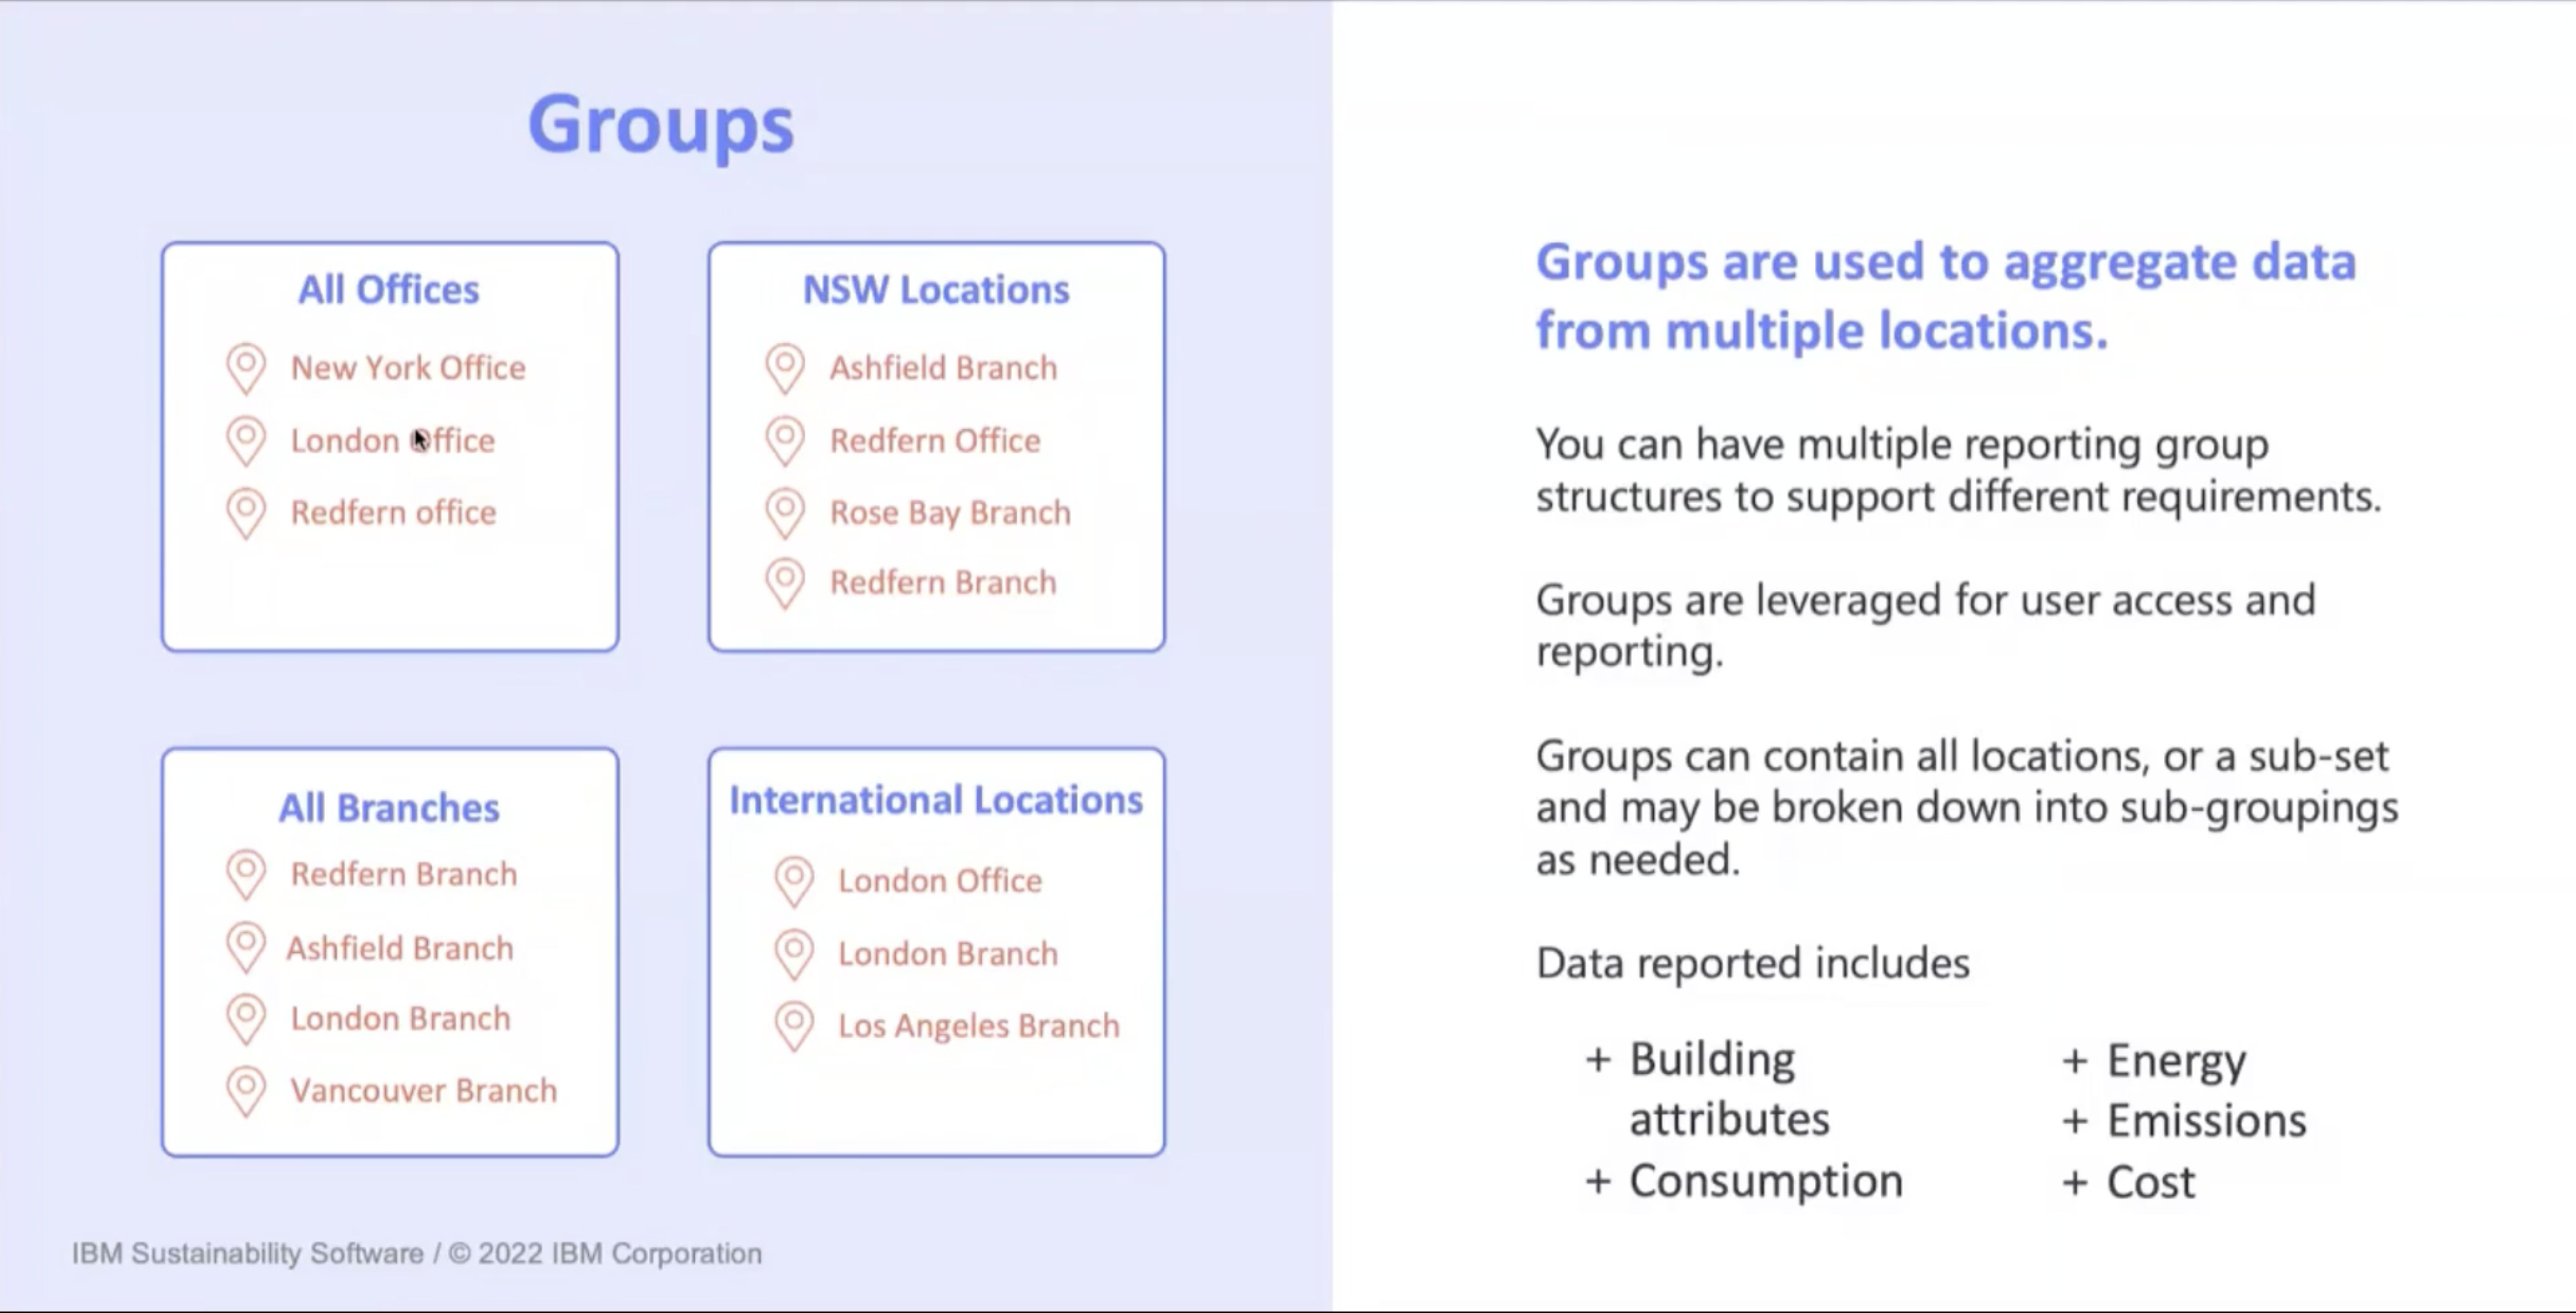 Groups
All Offices
New York Office
London Office
Redfern office
NSW Locations
Ashfield Branch
Redfern Office
Rose Bay Branch
Redfern Branch
All Branches
Redfern Branch
Ashfield Branch
London Branch
Vancouver Branch
International Locations
London Office
London Branch
Los Angeles Branch
IBM Sustainability Software / © 2022 IBM Corporation
Groups are used to aggregate data
from multiple locations.
You can have multiple reporting group
structures to support different requirements.
Groups are leveraged for user access and
reporting.
Groups can contain all locations, or a sub-set
and may be broken down into sub-groupings
as needed.
Data reported includes
+ Building
attributes
+ Consumption
+ Energy
+ Emissions
+ Cost